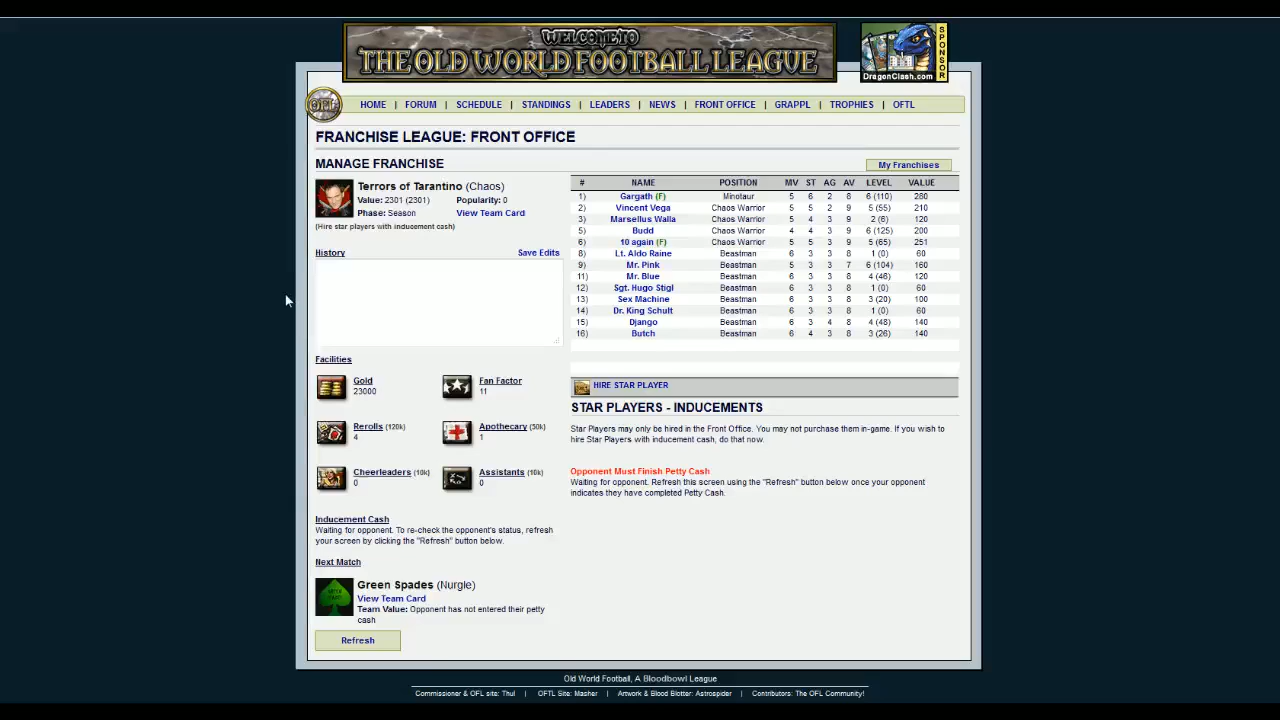 WELCOME TO
THE OLD WORLD FOOTBALL LEAGUE
DragonClash.com
SPONSOR
OFL
HOME | FORUM | SCHEDULE | STANDINGS | LEADERS | NEWS | FRONT OFFICE | GRAPPL | TROPHIES | OFTL
FRANCHISE LEAGUE: FRONT OFFICE
MANAGE FRANCHISE
My Franchises
Terrors of Tarantino (Chaos)
Value: 2301 (2301) Popularity: 0
Phase: Season View Team Card
(Hire star players with inducement cash)
History Save Edits
Facilities
Gold
23000
Fan Factor
11
Rerolls (120k)
4
Apothecary (50k)
1
Cheerleaders (10k)
0
Assistants (10k)
0
Inducement Cash
Waiting for opponent. To re-check the opponent's status, refresh
your screen by clicking the "Refresh" button below.
Next Match
Green Spades (Nurgle)
View Team Card
Team Value: Opponent has not entered their petty
cash
Refresh
# NAME POSITION MV ST AG AV LEVEL VALUE
1) Gargath (F) Minotaur 5 6 2 8 6 (110) 280
2) Vincent Vega Chaos Warrior 5 5 2 9 5 (55) 210
3) Marsellus Walla Chaos Warrior 5 4 3 9 2 (6) 120
5) Budd Chaos Warrior 4 4 3 9 6 (125) 200
6) 10 again (F) Chaos Warrior 5 5 3 9 5 (65) 251
8) Lt. Aldo Raine Beastman 6 3 3 8 1 (0) 60
9) Mr. Pink Beastman 5 3 3 7 6 (104) 160
11) Mr. Blue Beastman 6 3 3 8 4 (46) 120
12) Sgt. Hugo Stigl Beastman 6 3 3 8 1 (0) 60
13) Sex Machine Beastman 6 3 3 8 3 (20) 100
14) Dr. King Schult Beastman 6 3 3 8 1 (0) 60
15) Django Beastman 6 3 4 8 4 (48) 140
16) Butch Beastman 6 4 3 8 3 (26) 140
HIRE STAR PLAYER
STAR PLAYERS - INDUCEMENTS
Star Players may only be hired in the Front Office. You may not purchase them in-game. If you wish to
hire Star Players with inducement cash, do that now.
Opponent Must Finish Petty Cash
Waiting for opponent. Refresh this screen using the "Refresh" button below once your opponent
indicates they have completed Petty Cash.
Old World Football, A Bloodbowl League
Commissioner & OFL site: Thul | OFTL Site: Masher | Artwork & Blood Blotter: Astrospider | Contributors: The OFL Community!